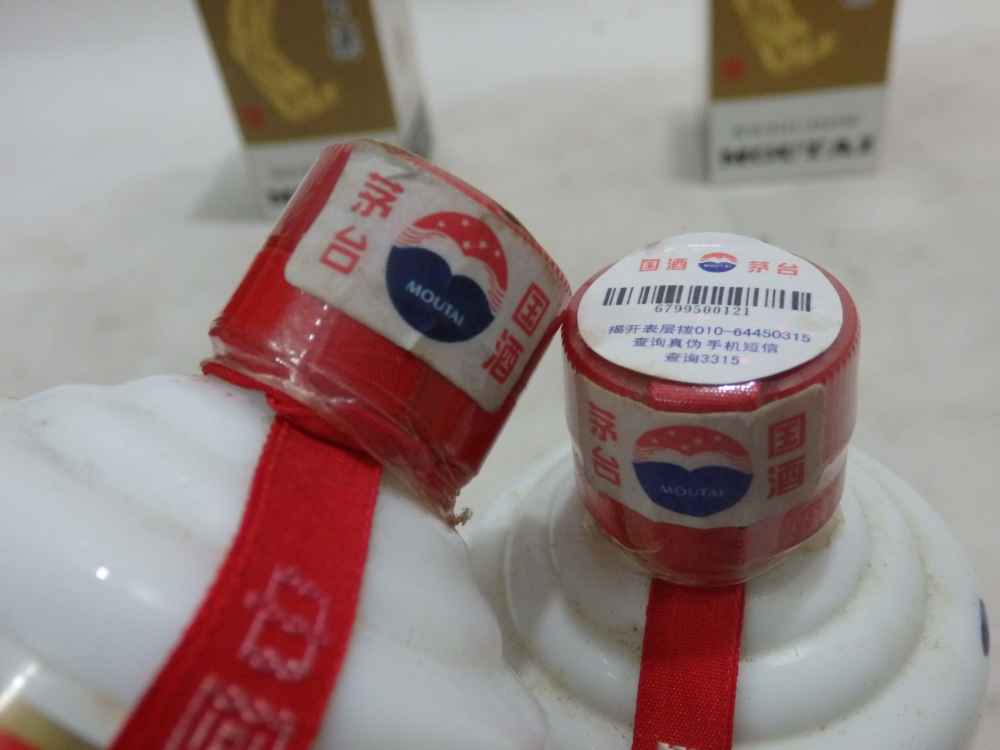 MOUTAI
茅台
MOUTAI
国酒
国酒 MOUTAI 茅台
6799500121
揭开表层拨010-64450315
查询真伪手机短信
查询3315
茅台
MOUTAI
国酒